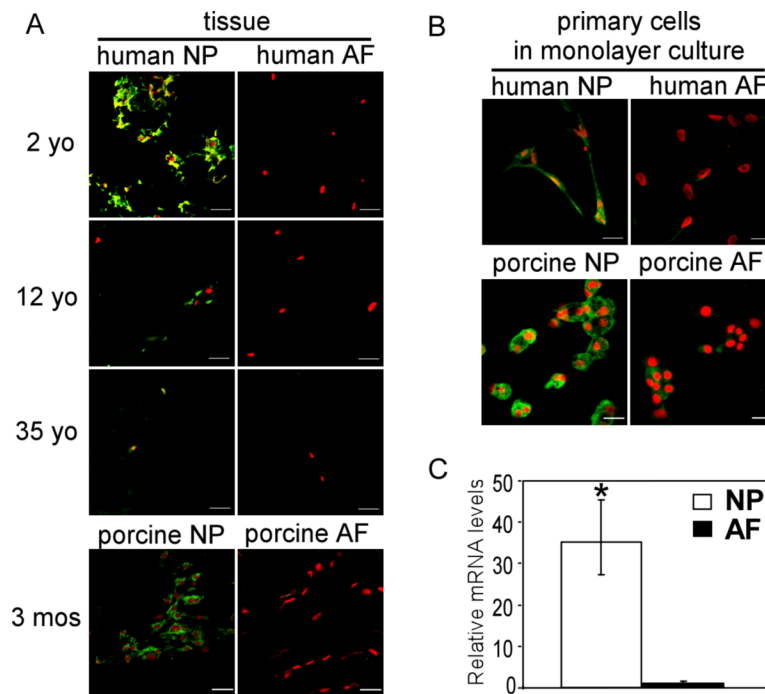 A
tissue
human NP human AF
2 yo
12 yo
35 yo
porcine NP porcine AF
3 mos
B
primary cells
in monolayer culture
human NP human AF
porcine NP porcine AF
C
Relative mRNA levels
50
40
30
20
10
0
*
NP
AF